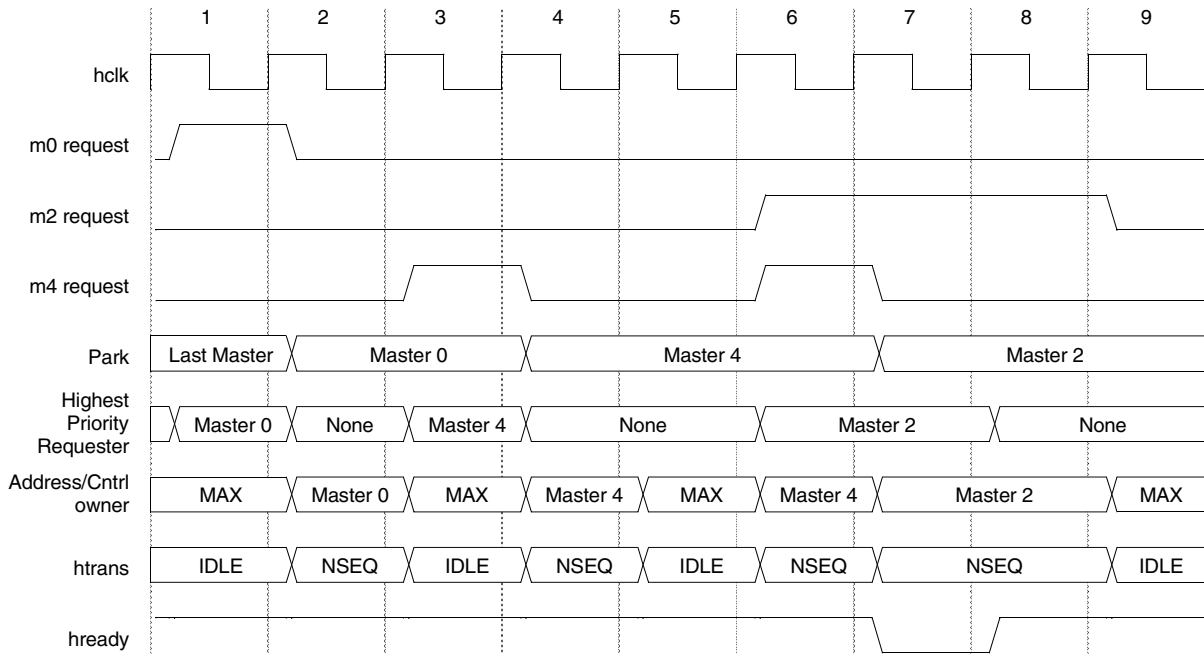 1 2 3 4 5 6 7 8 9
hclk
m0 request
m2 request
m4 request
Park Last Master Master 0 Master 4 Master 2
Highest
Priority
Requester
Master 0 None Master 4 None Master 2 None
Address/Cntrl
owner
MAX Master 0 MAX Master 4 MAX Master 4 Master 2 MAX
htrans IDLE NSEQ IDLE NSEQ IDLE NSEQ NSEQ IDLE
hready